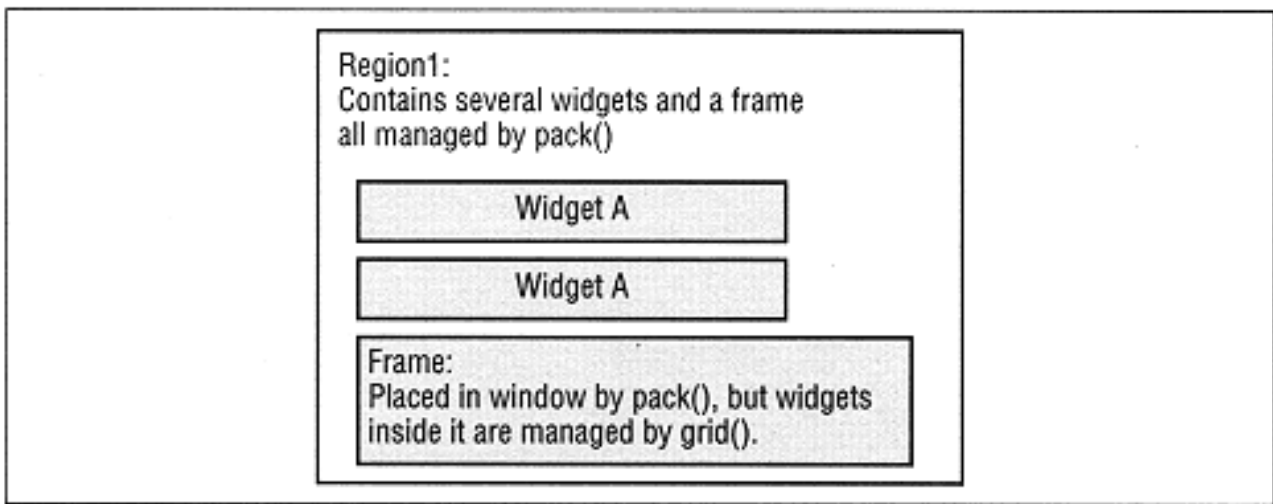 Region1:
Contains several widgets and a frame
all managed by pack()
Widget A
Widget A
Frame:
Placed in window by pack(), but widgets
inside it are managed by grid().